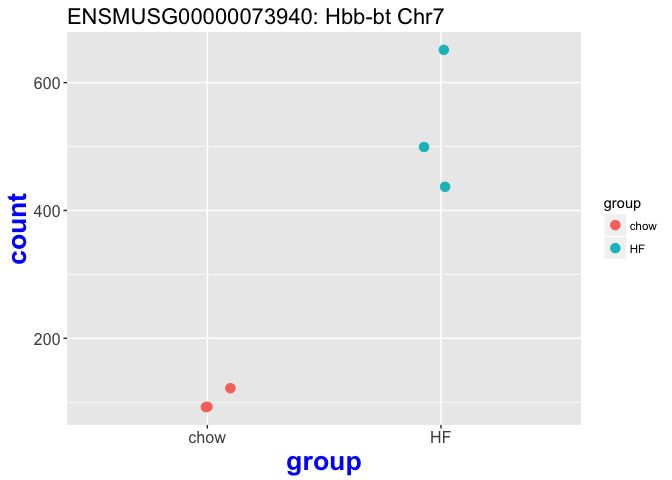 ENSMUSG00000073940: Hbb-bt Chr7
600
400
200
count
chow
HF
group
group
chow
HF